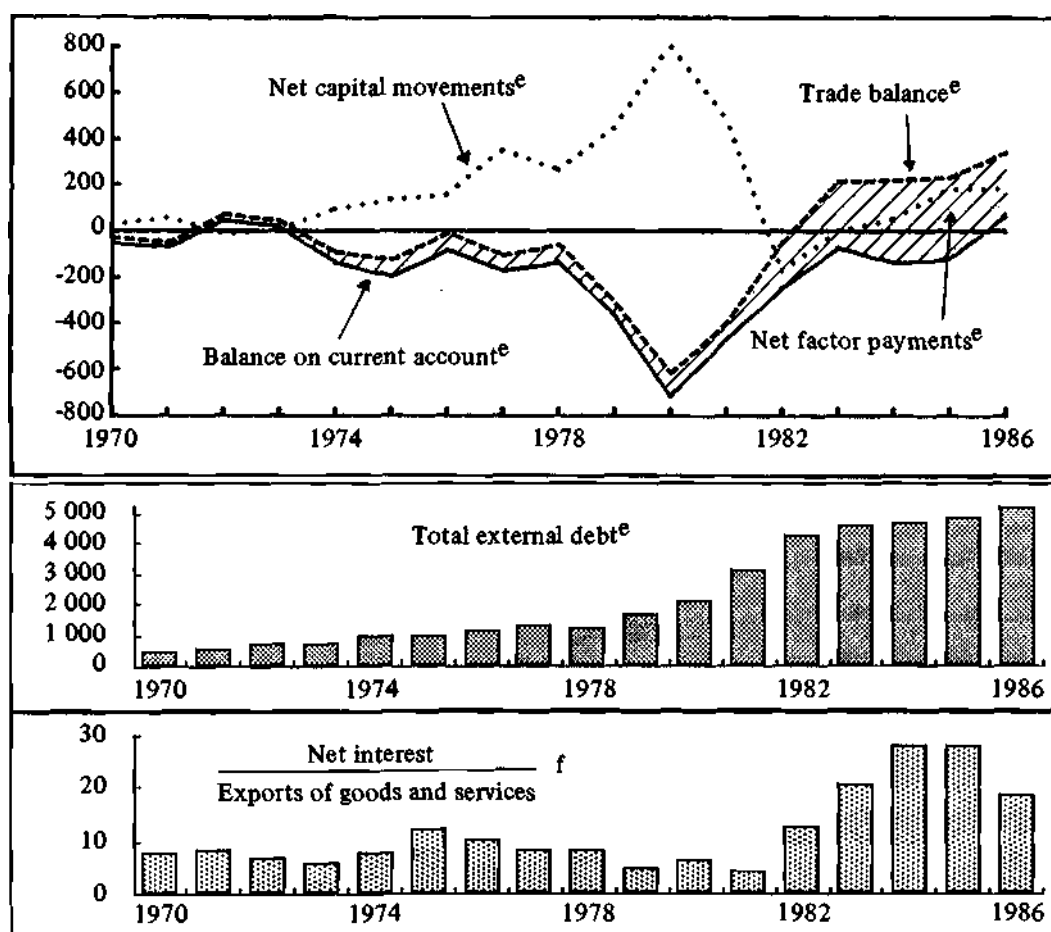 800
600
400
200
0
-200
-400
-600
-800
Net capital movements e
Trade balance e
Balance on current account e
Net factor payments e
1970 1974 1978 1982 1986
5 000
4 000
3 000
2 000
1 000
0
Total external debt e
1970 1974 1978 1982 1986
30
20
10
0
Net interest
f
Exports of goods and services
1970 1974 1978 1982 1986